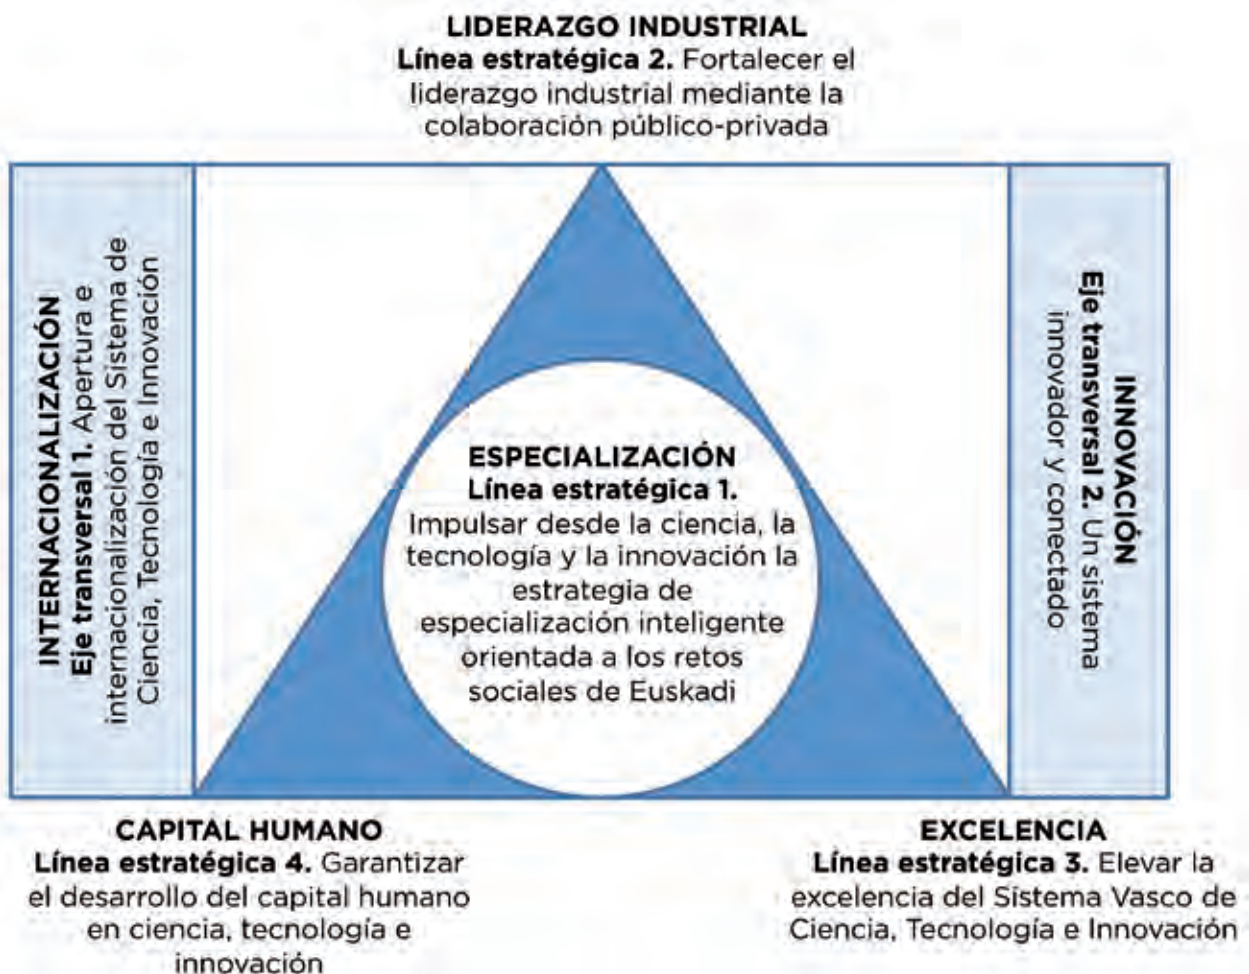 LIDERAZGO INDUSTRIAL
Línea estratégica 2. Fortalecer el
liderazgo industrial mediante la
colaboración público-privada
INTERNACIONALIZACIÓN
Eje transversal 1. Apertura e
internacionalización del Sistema de
Ciencia, Tecnología e Innovación
ESPECIALIZACIÓN
Línea estratégica 1.
Impulsar desde la ciencia, la
tecnología y la innovación la
estrategia de
especialización inteligente
orientada a los retos
sociales de Euskadi
INNOVACIÓN
Eje transversal 2. Un sistema
innovador y conectado
CAPITAL HUMANO
Línea estratégica 4. Garantizar
el desarrollo del capital humano
en ciencia, tecnología e
innovación
EXCELENCIA
Línea estratégica 3. Elevar la
excelencia del Sistema Vasco de
Ciencia, Tecnología e Innovación